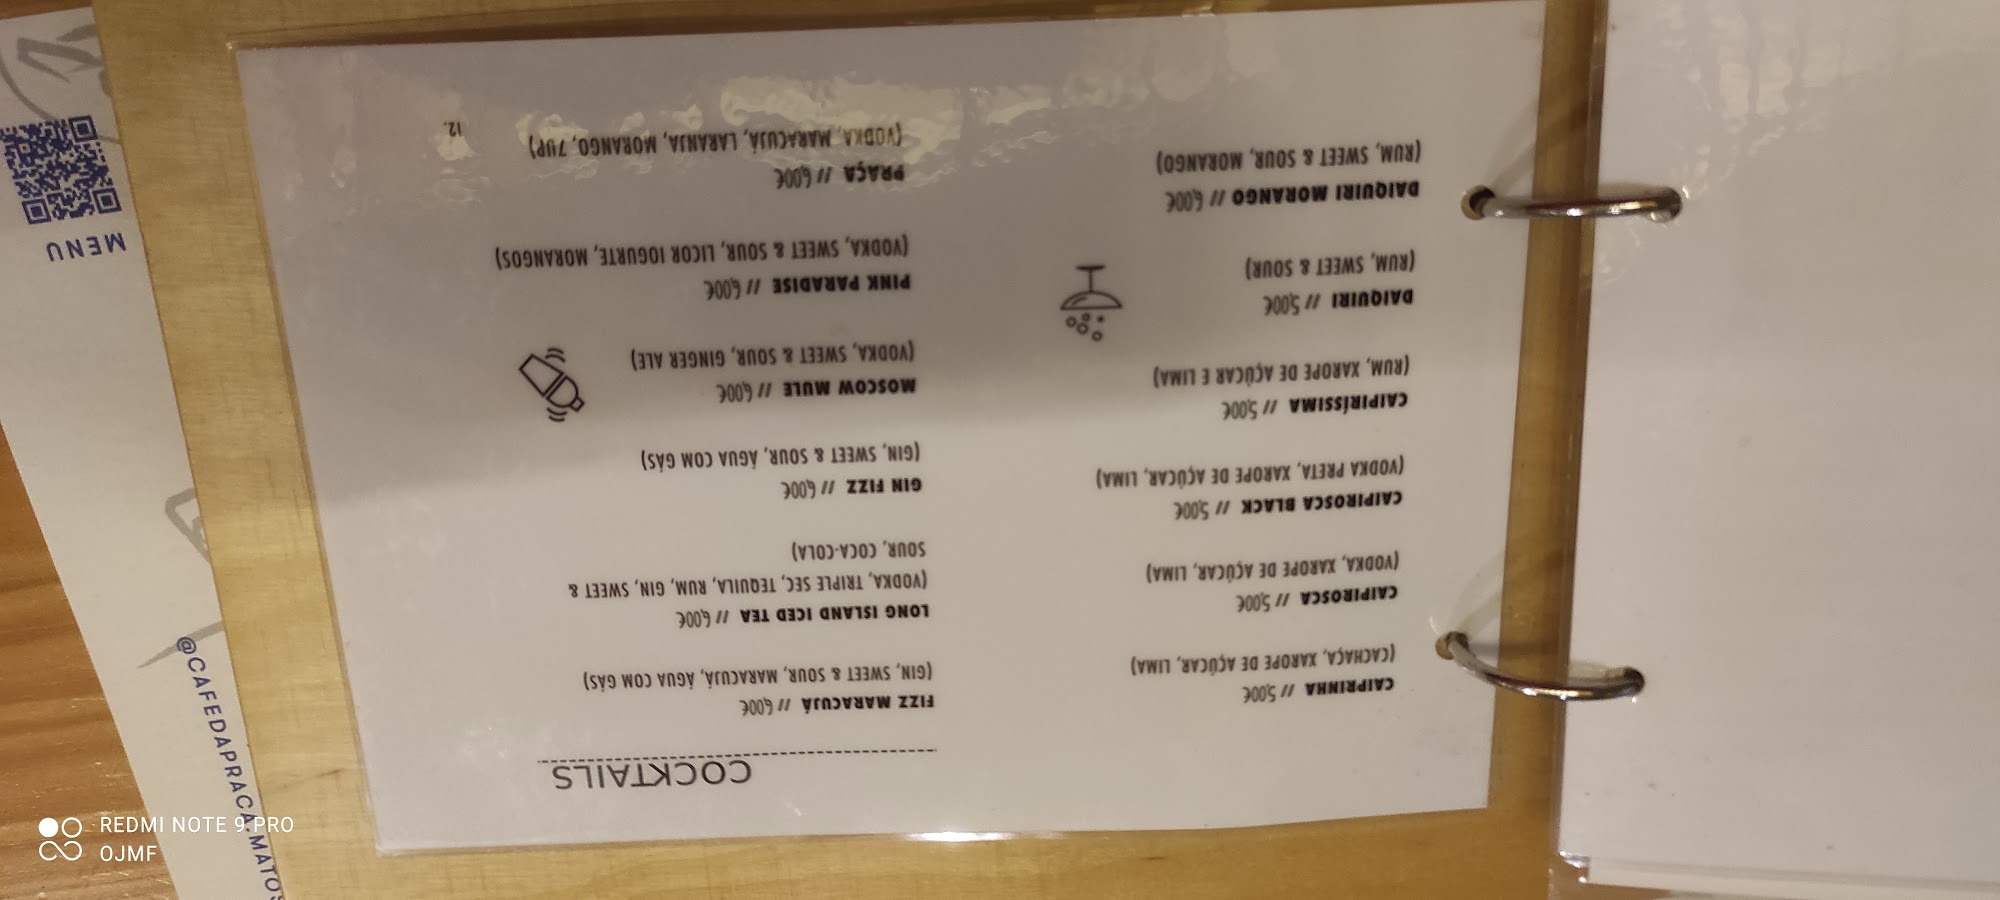 CAIPRINHA // 5,00€
(CACHAÇA, XAROPE DE AÇÚCAR, LIMA)
CAIPIROSCA // 5,00€
(VODKA, XAROPE DE AÇÚCAR, LIMA)
CAIPIROSCA BLACK // 5,00€
(VODKA PRETA, XAROPE DE AÇÚCAR, LIMA)
CAIPIRÍSSIMA // 5,00€
(RUM, XAROPE DE AÇÚCAR E LIMA)
DAIQUIRI // 5,00€
(RUM, SWEET & SOUR)
DAIQUIRI MORANGO // 6,00€
(RUM, SWEET & SOUR, MORANGO)
COCKTAILS
FIZZ MARACUJÁ // 6,00€
(GIN, SWEET & SOUR, MARACUJÁ, ÁGUA COM GÁS)
LONG ISLAND ICED TEA // 6,00€
(VODKA, TRIPLE SEC, TEQUILA, RUM, GIN, SWEET &
SOUR, COCA-COLA)
GIN FIZZ // 6,00€
(GIN, SWEET & SOUR, ÁGUA COM GÁS)
MOSCOW MULE // 6,00€
(VODKA, SWEET & SOUR, GINGER ALE)
PINK PARADISE // 6,00€
(VODKA, SWEET & SOUR, LICOR IOGURTE, MORANGOS)
PRAÇA // 6,00€
(VODKA, MARACUJÁ, LARANJA, MORANGO, 7UP)
12.
MENU
@CAFEDAPRACA.MATOS
REDMI NOTE 9 PRO
OJMF